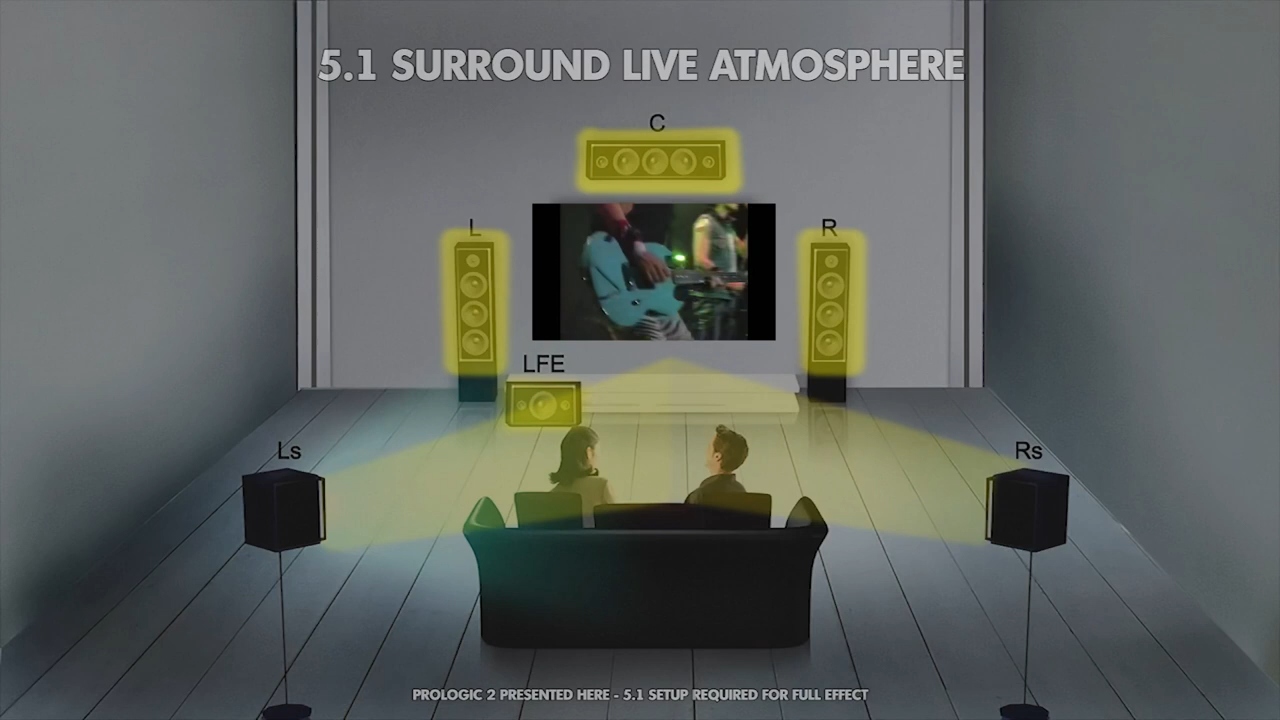 5.1 SURROUND LIVE ATMOSPHERE
C
L
R
LFE
Ls
Rs
PROLOGIC 2 PRESENTED HERE - 5.1 SETUP REQUIRED FOR FULL EFFECT